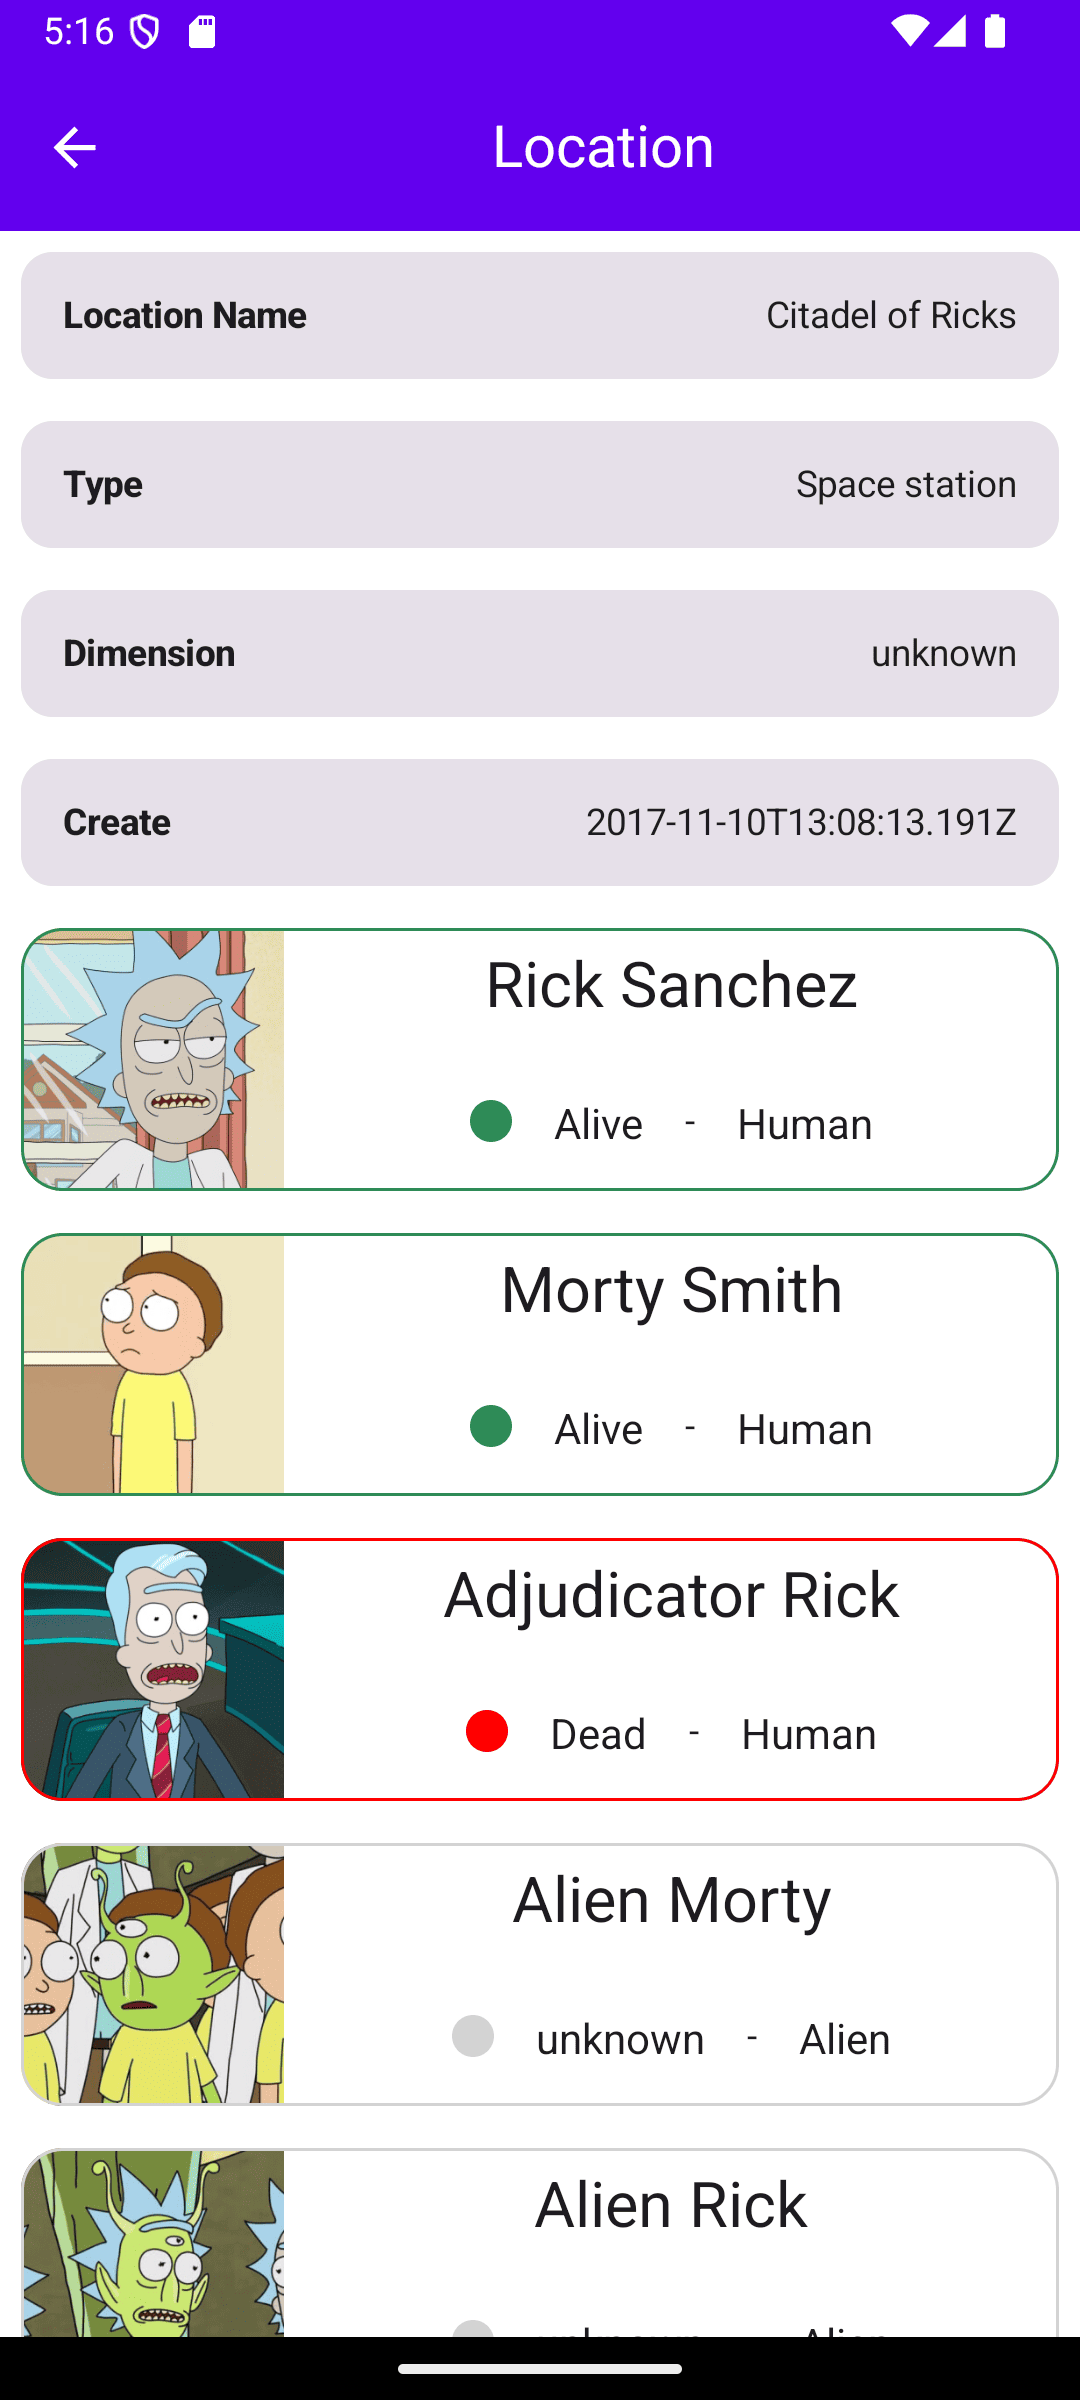 5:16
Location
Location Name Citadel of Ricks
Type Space station
Dimension unknown
Create 2017-11-10T13:08:13.191Z
Rick Sanchez
Alive - Human
Morty Smith
Alive - Human
Adjudicator Rick
Dead - Human
Alien Morty
unknown - Alien
Alien Rick